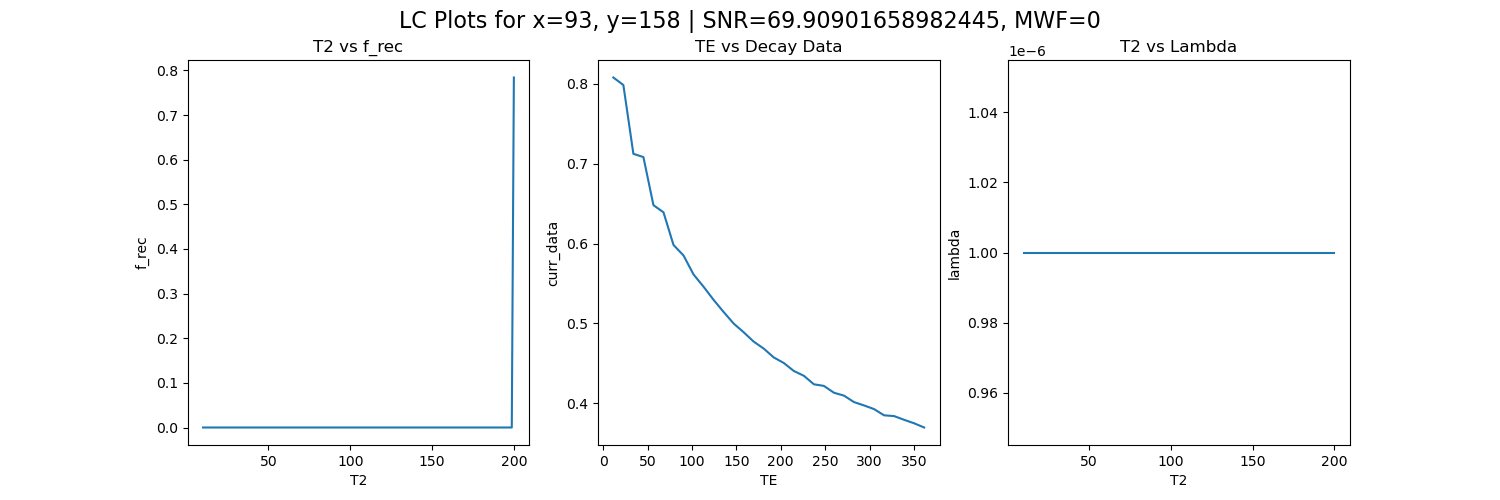 LC Plots for x=93, y=158 | SNR=69.90901658982445, MWF=0
T2 vs f_rec
0.8
0.7
0.6
0.5
0.4
0.3
0.2
0.1
0.0
f_rec
50 100 150 200
T2
TE vs Decay Data
0.8
0.7
0.6
0.5
0.4
curr_data
0 50 100 150 200 250 300 350
TE
T2 vs Lambda
1e−6
1.04
1.02
1.00
0.98
0.96
lambda
50 100 150 200
T2